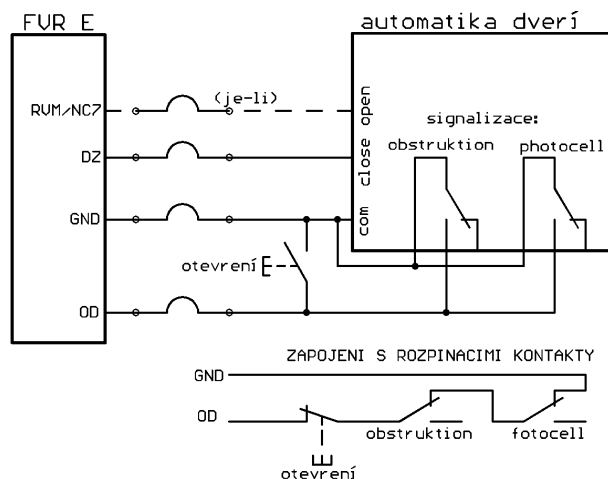 FVR E
automatika dverí
RVM/NC7
(je-li)
open
signalizace:
obstruktion
photocell
DZ
close
GND
com
otevrení
OD
ZAPOJENI S ROZPINACIMI KONTAKTY
GND
OD
obstruktion
fotocell
otevrení